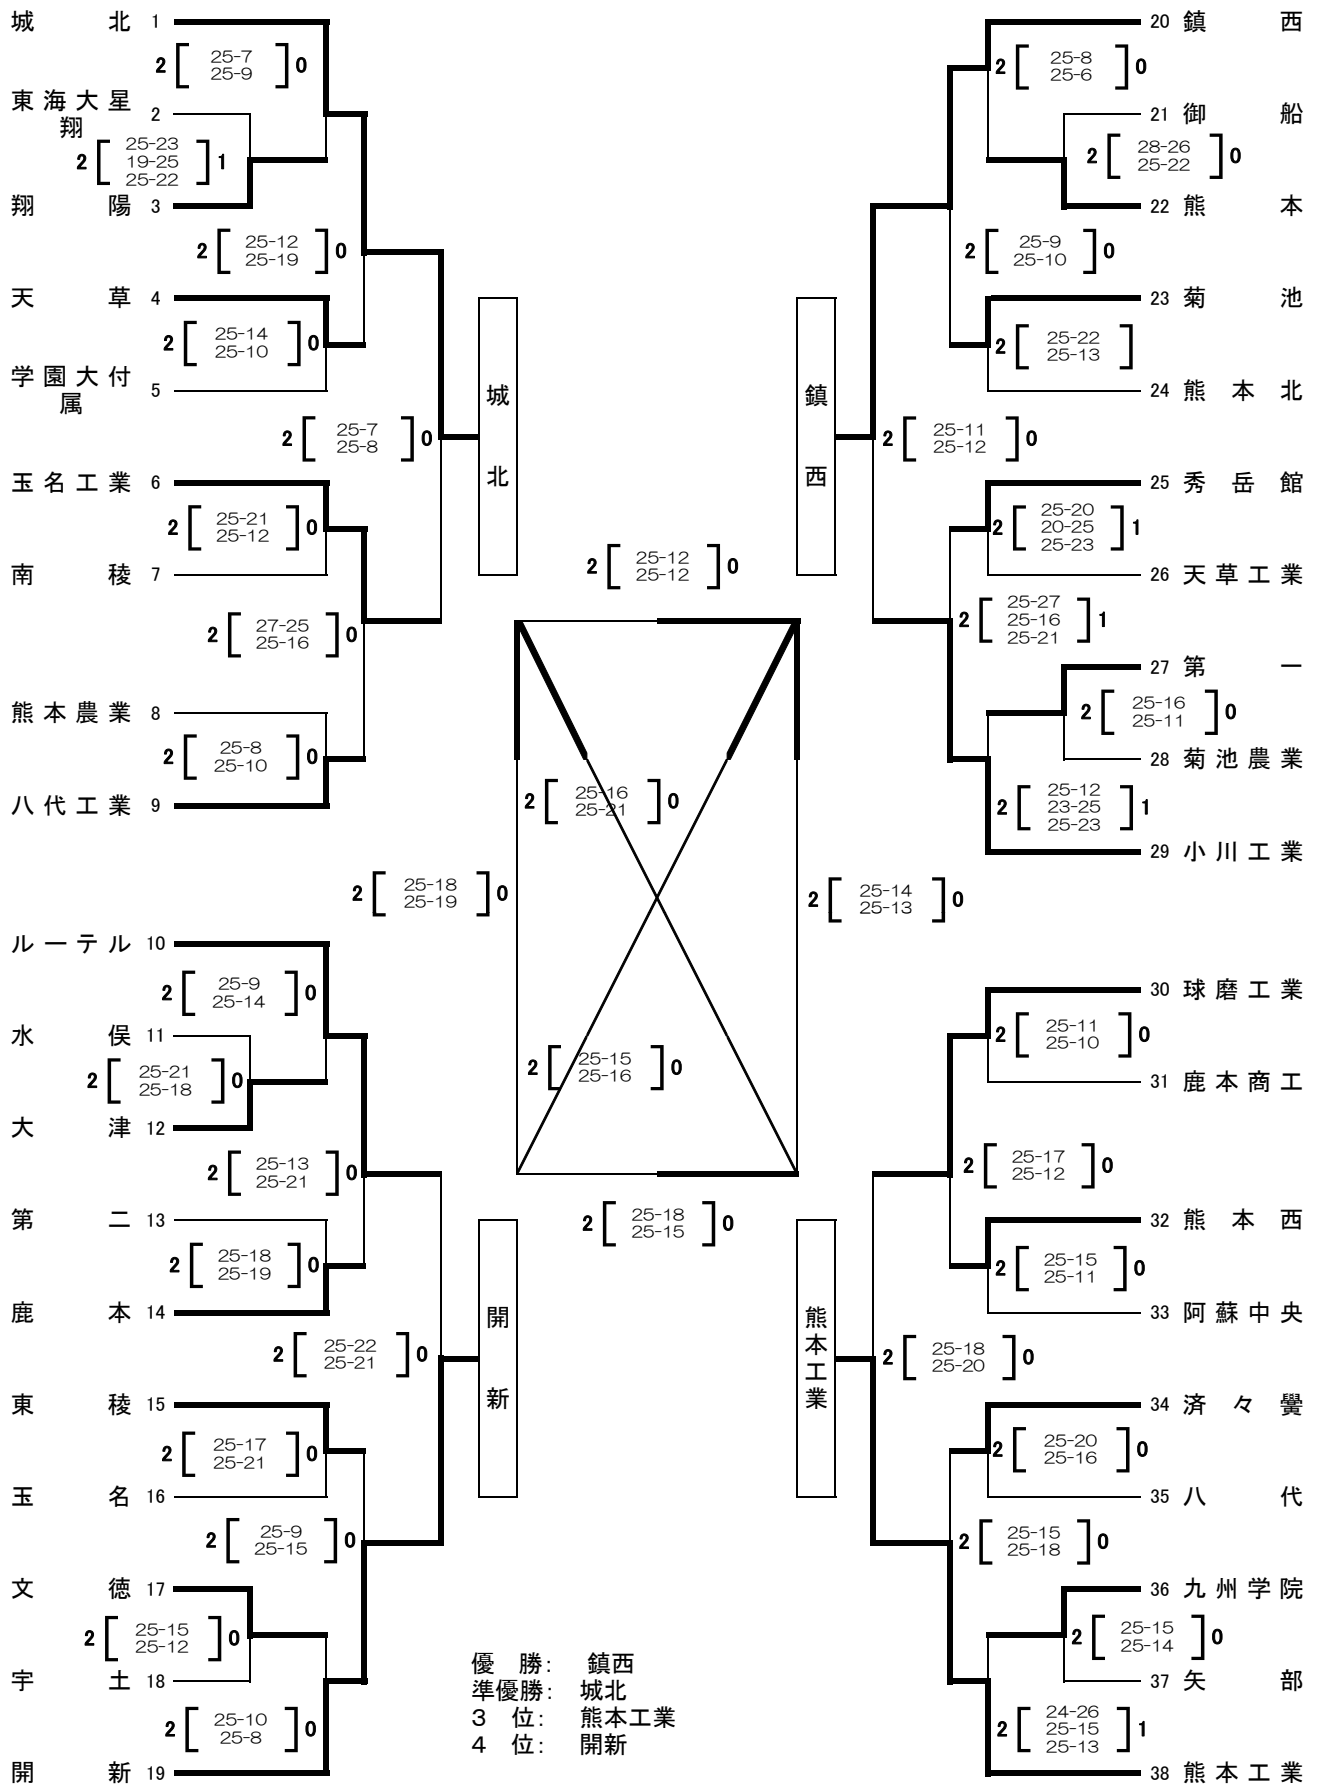 城北 1
2 [ 25-7 25-9 ] 0
東海大星翔 2
2 [ 25-23 19-25 25-22 ] 1
翔陽 3
2 [ 25-12 25-19 ] 0
天草 4
2 [ 25-14 25-10 ] 0
学園大付属 5
2 [ 25-7 25-8 ] 0
玉名工業 6
2 [ 25-21 25-12 ] 0
南稜 7
2 [ 27-25 25-16 ] 0
熊本農業 8
2 [ 25-8 25-10 ] 0
八代工業 9
城北
ルーテル 10
2 [ 25-9 25-14 ] 0
水俣 11
2 [ 25-21 25-18 ] 0
大津 12
2 [ 25-13 25-21 ] 0
第二 13
2 [ 25-18 25-19 ] 0
鹿本 14
2 [ 25-22 25-21 ] 0
東稜 15
2 [ 25-17 25-21 ] 0
玉名 16
2 [ 25-9 25-15 ] 0
文徳 17
2 [ 25-15 25-12 ] 0
宇土 18
2 [ 25-10 25-8 ] 0
開新 19
開新
2 [ 25-12 25-12 ] 0
2 [ 25-16 25-21 ] 0
2 [ 25-18 25-19 ] 0
2 [ 25-14 25-13 ] 0
2 [ 25-15 25-16 ] 0
2 [ 25-18 25-15 ] 0
鎮西
20 鎮西
2 [ 25-8 25-6 ] 0
21 御船
2 [ 28-26 25-22 ] 0
22 熊本
2 [ 25-9 25-10 ] 0
23 菊池
2 [ 25-22 25-13 ]
24 熊本北
2 [ 25-11 25-12 ] 0
25 秀岳館
2 [ 25-20 20-25 25-23 ] 1
26 天草工業
2 [ 25-27 25-16 25-21 ] 1
27 第一
2 [ 25-16 25-11 ] 0
28 菊池農業
2 [ 25-12 23-25 25-23 ] 1
29 小川工業
熊本工業
30 球磨工業
2 [ 25-11 25-10 ] 0
31 鹿本商工
2 [ 25-17 25-12 ] 0
32 熊本西
2 [ 25-15 25-11 ] 0
33 阿蘇中央
2 [ 25-18 25-20 ] 0
34 済々黌
2 [ 25-20 25-16 ] 0
35 八代
2 [ 25-15 25-18 ] 0
36 九州学院
2 [ 25-15 25-14 ] 0
37 矢部
2 [ 24-26 25-15 25-13 ] 1
38 熊本工業
優　勝：　鎮西
準優勝：　城北
３　位：　熊本工業
４　位：　開新